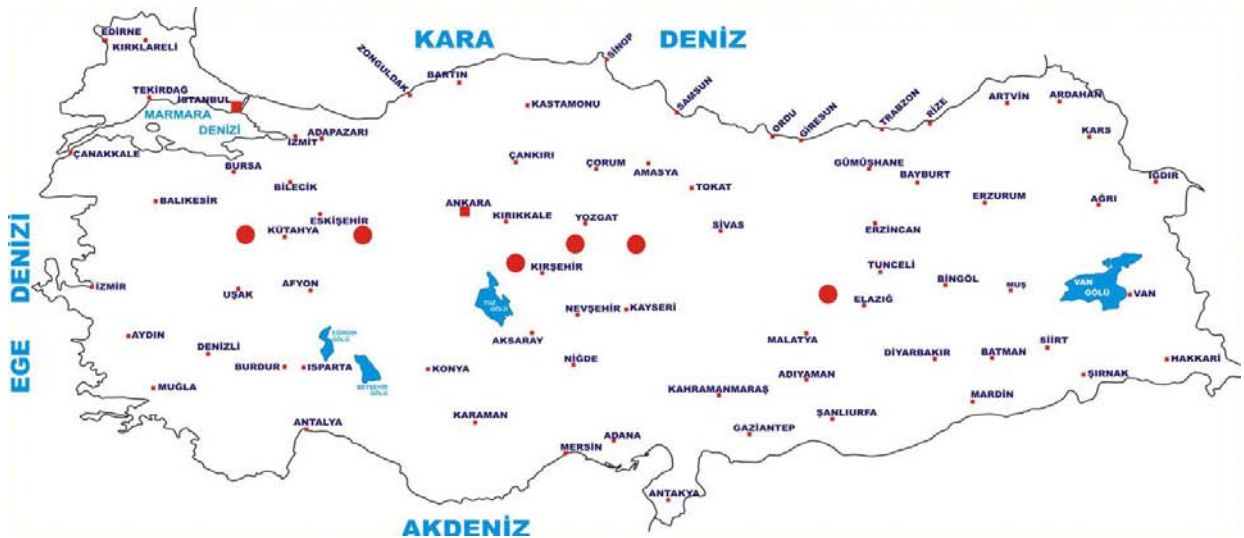 KARA DENİZ
EDİRNE
KIRKLARELİ
TEKİRDAĞ
İSTANBUL
MARMARA
DENİZİ
ZONGULDAK
BARTIN
KASTAMONU
SİNOP
SAMSUN
ORDU
GİRESUN
TRABZON
RİZE
ARTVİN
ARDAHAN
KARS
İZMİT
ADAPAZARI
ÇANAKKALE
BURSA
BİLECİK
ÇANKIRI
ÇORUM
AMASYA
TOKAT
GÜMÜŞHANE
BAYBURT
ERZURUM
AĞRI
IĞDIR
BALIKESİR
ESKİŞEHİR
KÜTAHYA
ANKARA
KIRIKKALE
YOZGAT
SİVAS
ERZİNCAN
EGE DENİZİ
İZMİR
UŞAK
AFYON
TUZ
GÖLÜ
KIRŞEHİR
NEVŞEHİR
KAYSERİ
TUNCELİ
ELAZIĞ
BİNGÖL
MUŞ
VAN
GÖLÜ
VAN
AYDIN
DENİZLİ
BURDUR
ISPARTA
GÖLÜ
BEYŞEHİR
GÖLÜ
KONYA
AKSARAY
NİĞDE
MALATYA
DİYARBAKIR
BATMAN
SİİRT
HAKKARİ
ŞIRNAK
MUĞLA
ANTALYA
KARAMAN
MERSİN
ADANA
KAHRAMANMARAŞ
ADIYAMAN
GAZİANTEP
ŞANLIURFA
MARDİN
ANTAKYA
AKDENİZ